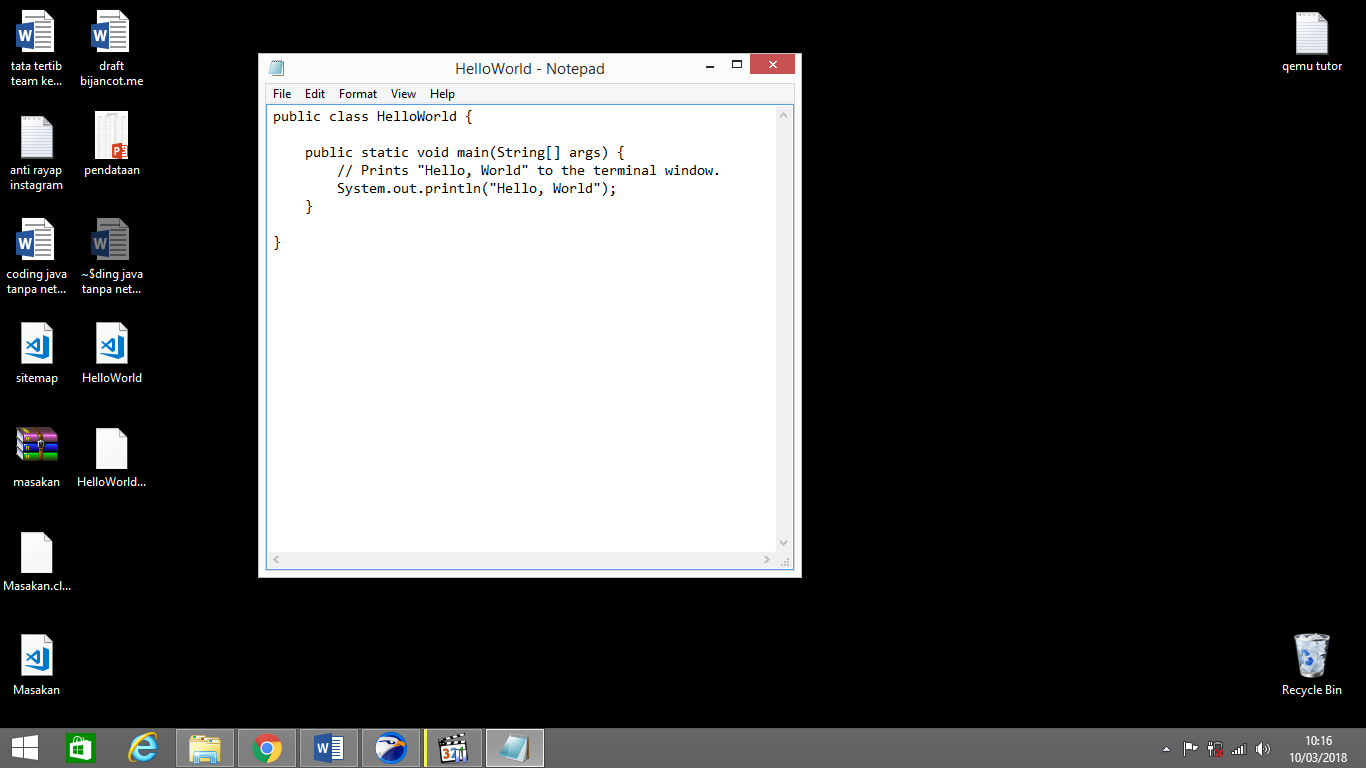 tata tertib
team ke...
draft
bijancot.me
anti rayap
instagram
pendataan
coding java
tanpa net...
~$ding java
tanpa net...
sitemap
HelloWorld
masakan
HelloWorld...
Masakan.cl...
Masakan
HelloWorld - Notepad
File Edit Format View Help
public class HelloWorld {
    public static void main(String[] args) {
        // Prints "Hello, World" to the terminal window.
        System.out.println("Hello, World");
    }
}
qemu tutor
Recycle Bin
321
10:16
10/03/2018